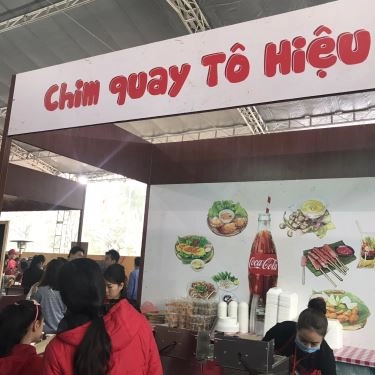 Chim quay Tô Hiệu
Coca-Cola